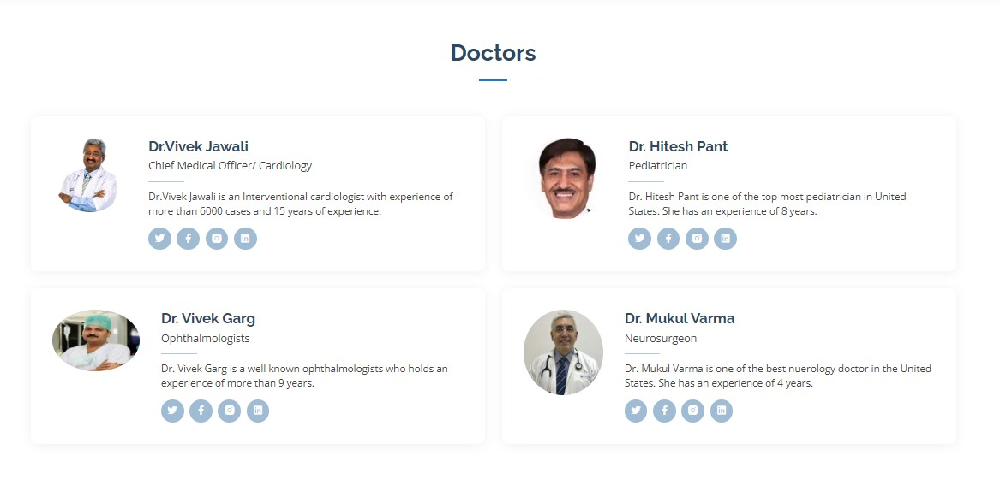 Doctors
Dr.Vivek Jawali
Chief Medical Officer/ Cardiology
Dr.Vivek Jawali is an Interventional cardiologist with experience of
more than 6000 cases and 15 years of experience.
Dr. Hitesh Pant
Pediatrician
Dr. Hitesh Pant is one of the top most pediatrician in United
States. She has an experience of 8 years.
Dr. Vivek Garg
Ophthalmologists
Dr. Vivek Garg is a well known ophthalmologists who holds an
experience of more than 9 years.
Dr. Mukul Varma
Neurosurgeon
Dr. Mukul Varma is one of the best nuerology doctor in the United
States. She has an experience of 4 years.